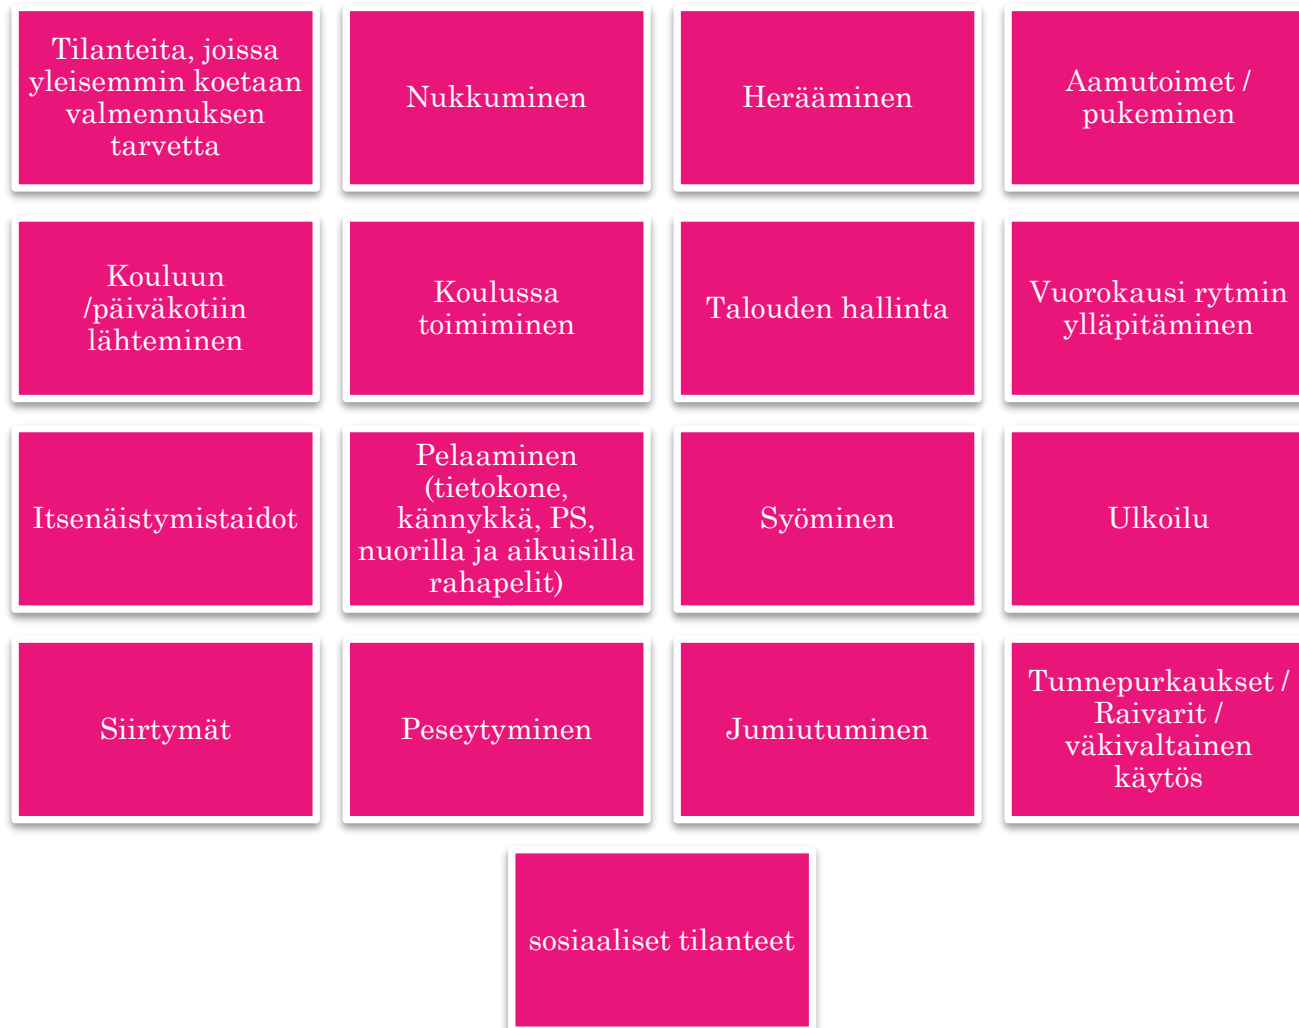 Tilanteita, joissa
yleisemmin koetaan
valmennuksen
tarvetta
Nukkuminen
Herääminen
Aamutoimet /
pukeminen
Kouluun
/päiväkotiin
lähteminen
Koulussa
toimiminen
Talouden hallinta
Vuorokausi rytmin
ylläpitäminen
Itsenäistymistaidot
Pelaaminen
(tietokone,
kännykkä, PS,
nuorilla ja aikuisilla
rahapelit)
Syöminen
Ulkoilu
Siirtymät
Peseytyminen
Jumiutuminen
Tunnepurkaukset /
Raivarit /
väkivaltainen
käytös
sosiaaliset tilanteet